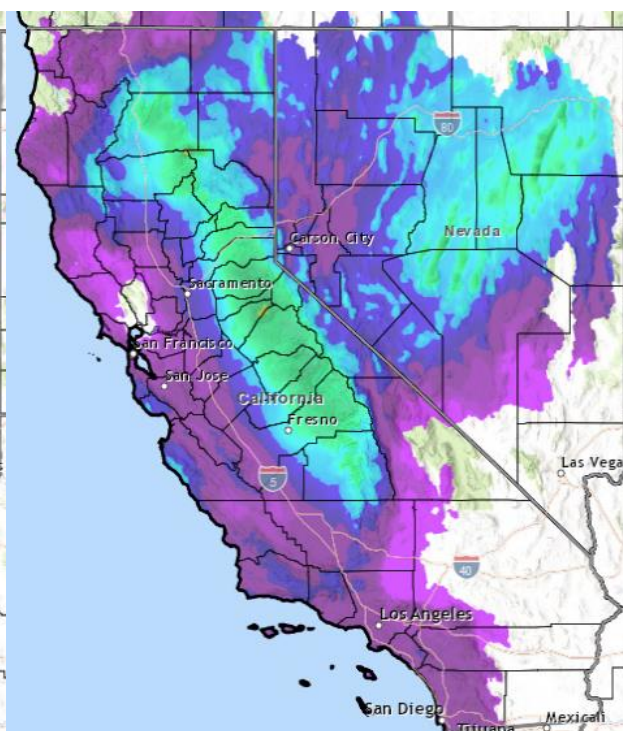 80
Nevada
Carson City
Sacramento
San Francisco
San Jose
California
Fresno
Las Vega
5
40
Los Angeles
San Diego
Mexicali
Tijuana